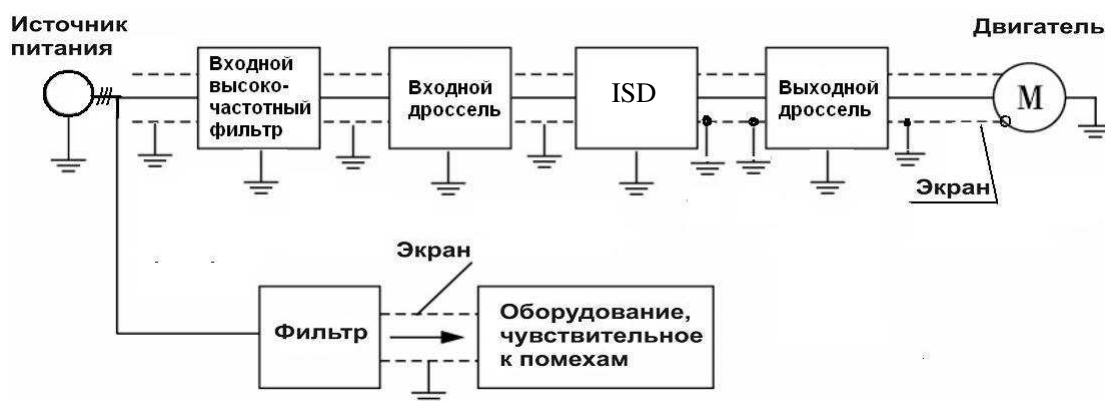 Источник
питания
Двигатель
Входной
высоко-
частотный
фильтр
Входной
дроссель
ISD
Выходной
дроссель
М
Экран
Экран
Фильтр
Оборудование,
чувствительное
к помехам